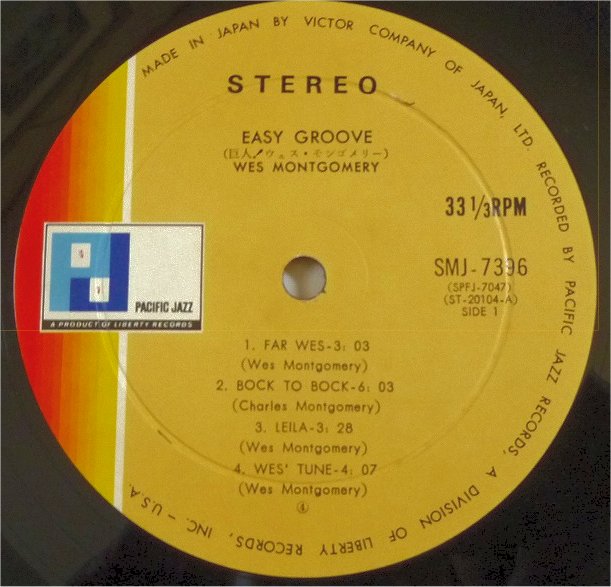 MADE IN JAPAN BY VICTOR COMPANY OF JAPAN, LTD. RECORDED BY PACIFIC JAZZ RECORDS, A DIVISION OF LIBERTY RECORDS, INC. — U.S.A.
STEREO
EASY GROOVE
(巨人!ウェス・モンゴメリー)
WES MONTGOMERY
33 1/3 RPM
PJ
PACIFIC JAZZ
A PRODUCT OF LIBERTY RECORDS
SMJ-7396
(SPFJ-7047)
(ST-20104-A)
SIDE 1
1. FAR WES-3: 03
(Wes Montgomery)
2. BOCK TO BOCK-6: 03
(Charles Montgomery)
3. LEILA-3: 28
(Wes Montgomery)
4. WES' TUNE-4: 07
(Wes Montgomery)
④